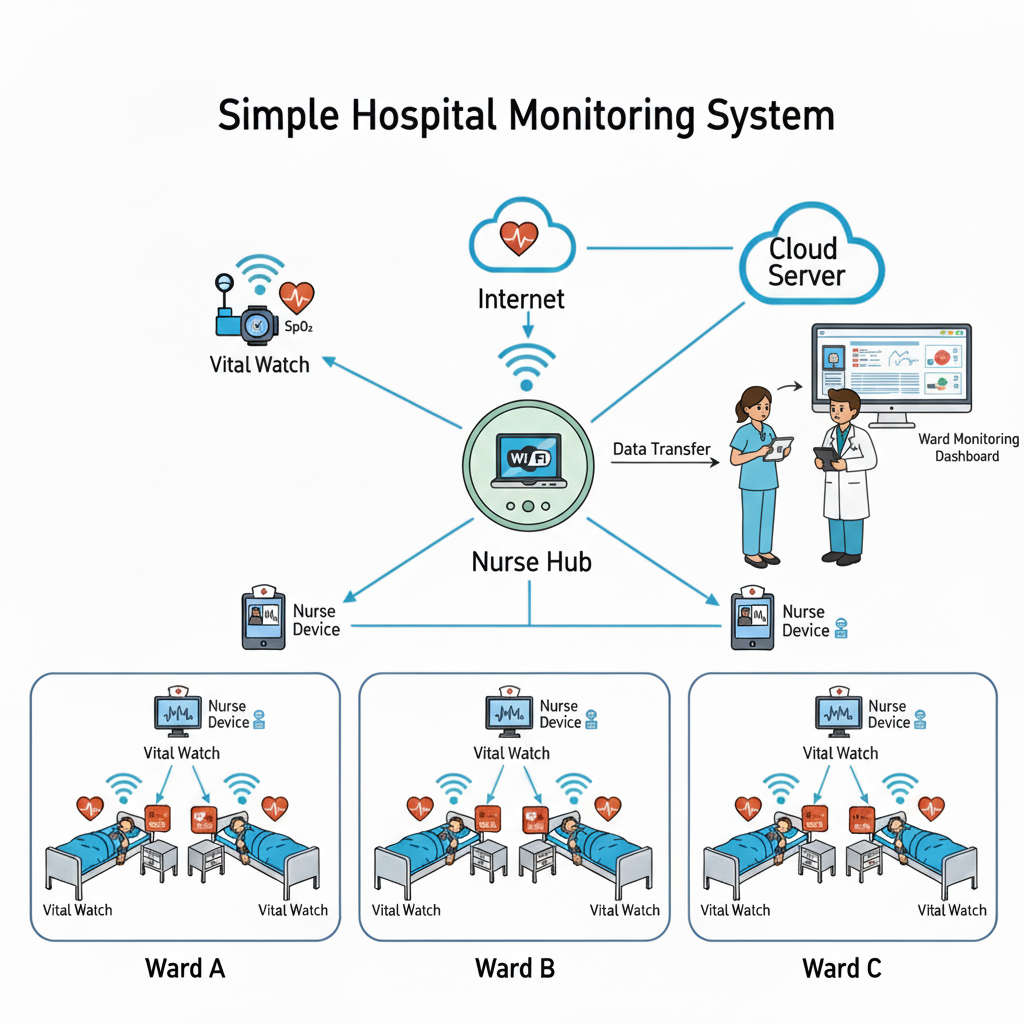 Simple Hospital Monitoring System
Internet
Cloud
Server
SpO₂
Vital Watch
WI FI
Data Transfer
Ward Monitoring
Dashboard
Nurse Hub
Nurse
Device
Nurse
Device
Nurse
Device
Vital Watch
Vital Watch
Vital Watch
Ward A
Nurse
Device
Vital Watch
Vital Watch
Vital Watch
Ward B
Nurse
Device
Vital Watch
Vital Watch
Vital Watch
Ward C